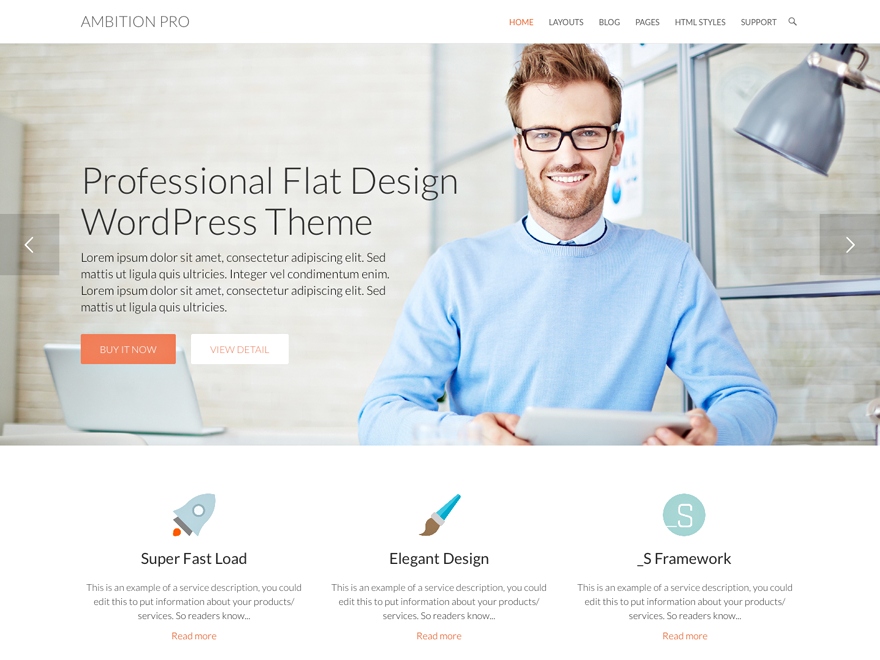 AMBITION PRO
HOME LAYOUTS BLOG PAGES HTML STYLES SUPPORT
Professional Flat Design
WordPress Theme
Lorem ipsum dolor sit amet, consectetur adipiscing elit. Sed
mattis ut ligula quis ultricies. Integer vel condimentum enim.
Lorem ipsum dolor sit amet, consectetur adipiscing elit. Sed
mattis ut ligula quis ultricies.
BUY IT NOW VIEW DETAIL
_S
Super Fast Load
This is an example of a service description, you could
edit this to put information about your products/
services. So readers know...
Read more
Elegant Design
This is an example of a service description, you could
edit this to put information about your products/
services. So readers know...
Read more
_S Framework
This is an example of a service description, you could
edit this to put information about your products/
services. So readers know...
Read more